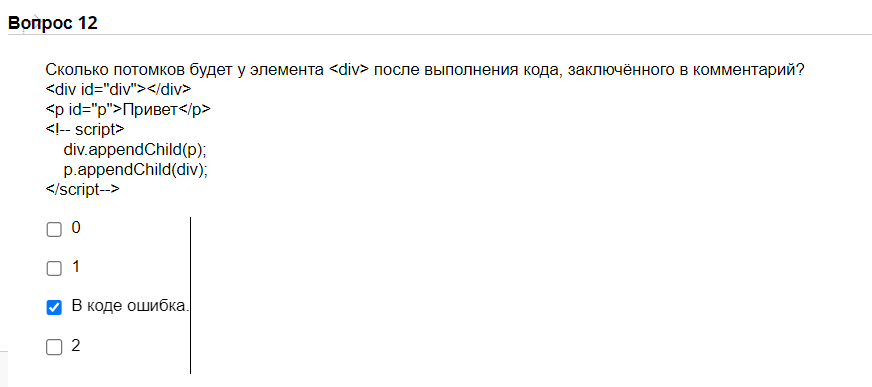 Вопрос 12
Сколько потомков будет у элемента <div> после выполнения кода, заключённого в комментарий?
<div id="div"></div>
<p id="p">Привет</p>
<!-- script>
div.appendChild(p);
p.appendChild(div);
</script-->
0
1
В коде ошибка.
2